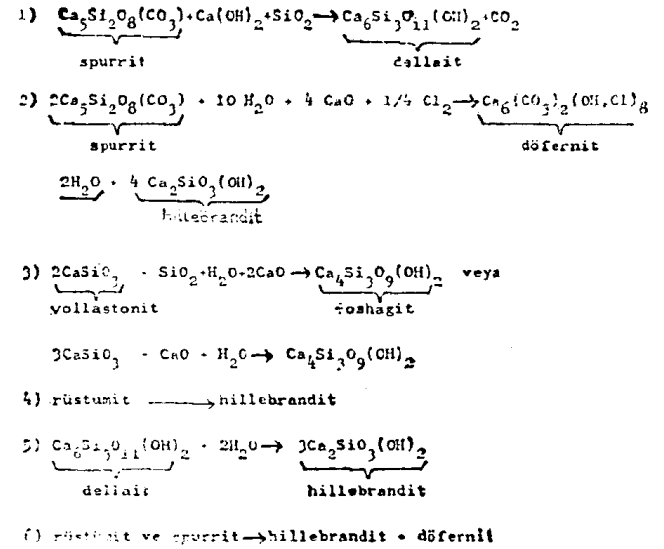 1) Ca5Si2O8(CO3)+Ca(OH)2+SiO2→Ca6Si3O11(OH)2+CO2
spurrit dellait
2) 2Ca5Si2O8(CO3) + 10 H2O + 4 CaO + 1/4 Cl2→Ca6(CO3)2(OH,Cl)8
spurrit döfernit
2H2O + 4 Ca2SiO3(OH)2
hillebrandit
3) 2CaSiO3 - SiO2+H2O+2CaO→Ca4Si3O9(OH)2 veya
vollastonit foshagit
3CaSiO3 - CaO + H2O→ Ca4Si3O9(OH)2
4) rüstumit →hillebrandit
5) Ca6Si3O11(OH)2 - 2H2O→ 3Ca2SiO3(OH)2
dellait hillebrandit
6) rüstümit ve spurrit→hillebrandit + döfernit